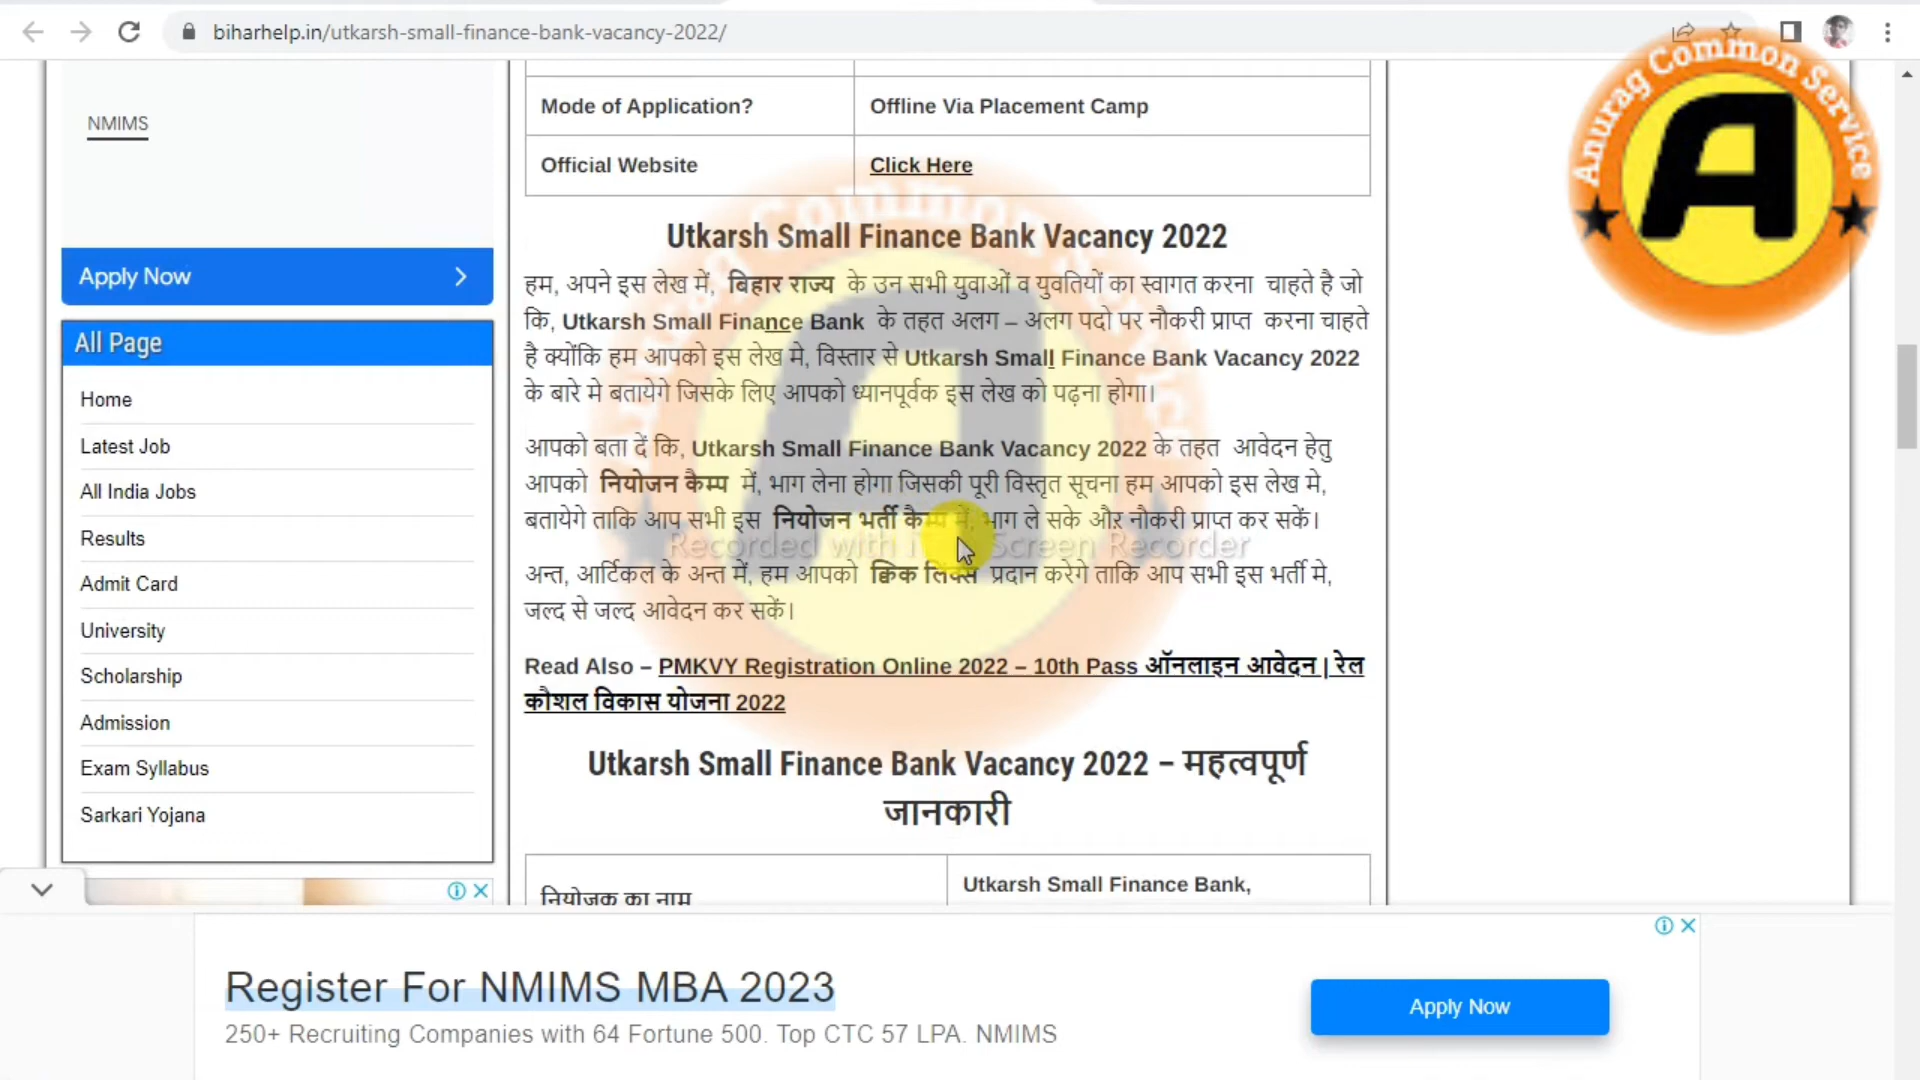 biharhelp.in/utkarsh-small-finance-bank-vacancy-2022/
Anurag Common Service
A
NMIMS
Apply Now
All Page
Home
Latest Job
All India Jobs
Results
Admit Card
University
Scholarship
Admission
Exam Syllabus
Sarkari Yojana
Mode of Application? Offline Via Placement Camp
Official Website Click Here
Utkarsh Small Finance Bank Vacancy 2022
हम, अपने इस लेख में, बिहार राज्य के उन सभी युवाओं व युवतियों का स्वागत करना चाहते है जो
कि, Utkarsh Small Finance Bank के तहत अलग – अलग पदो पर नौकरी प्राप्त करना चाहते
है क्योंकि हम आपको इस लेख मे, विस्तार से Utkarsh Small Finance Bank Vacancy 2022
के बारे मे बतायेगे जिसके लिए आपको ध्यानपूर्वक इस लेख को पढ़ना होगा।
आपको बता दें कि, Utkarsh Small Finance Bank Vacancy 2022 के तहत आवेदन हेतु
आपको नियोजन कैम्प में, भाग लेना होगा जिसकी पूरी विस्तृत सूचना हम आपको इस लेख मे,
बतायेगे ताकि आप सभी इस नियोजन भर्ती कैम्प में, भाग ले सके और नौकरी प्राप्त कर सकें।
Recorded with Screen Recorder
अन्त, आर्टिकल के अन्त में, हम आपको क्विक लिंक्स प्रदान करेगे ताकि आप सभी इस भर्ती मे,
जल्द से जल्द आवेदन कर सकें।
Read Also – PMKVY Registration Online 2022 – 10th Pass ऑनलाइन आवेदन | रेल
कौशल विकास योजना 2022
Utkarsh Small Finance Bank Vacancy 2022 – महत्वपूर्ण
जानकारी
नियोजक का नाम Utkarsh Small Finance Bank,
Register For NMIMS MBA 2023
250+ Recruiting Companies with 64 Fortune 500. Top CTC 57 LPA. NMIMS
Apply Now